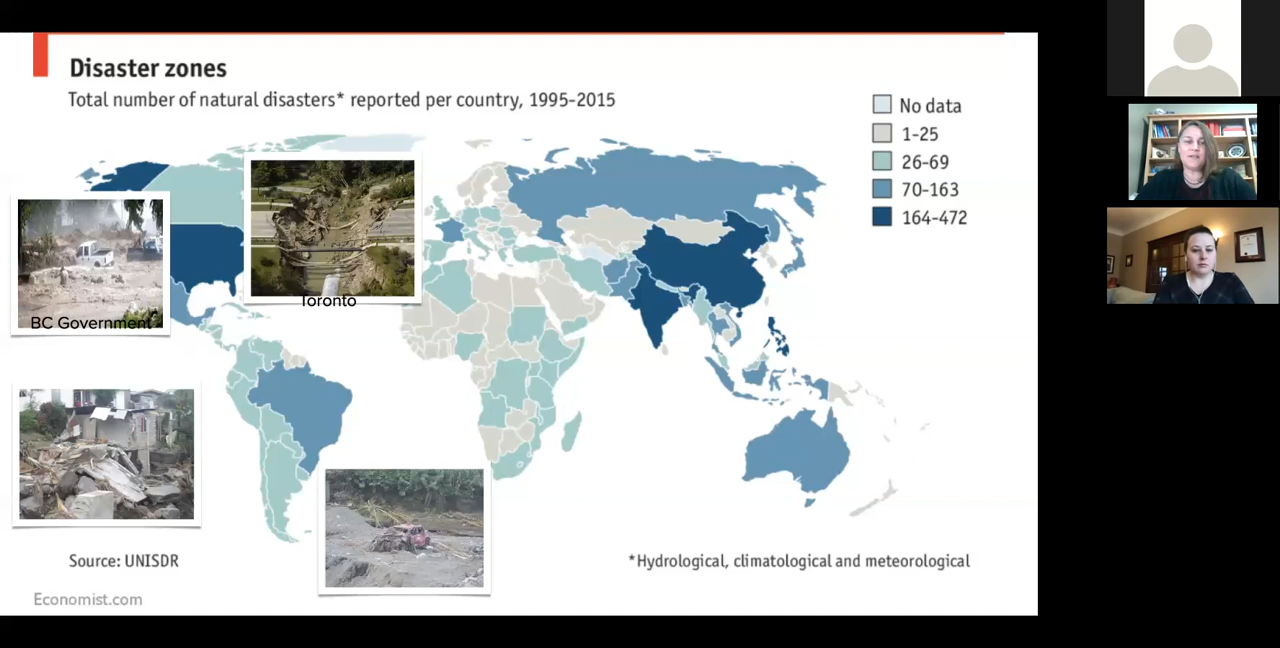 Disaster zones
Total number of natural disasters* reported per country, 1995-2015
No data
1-25
26-69
70-163
164-472
Toronto
BC Government
Source: UNISDR
*Hydrological, climatological and meteorological
Economist.com